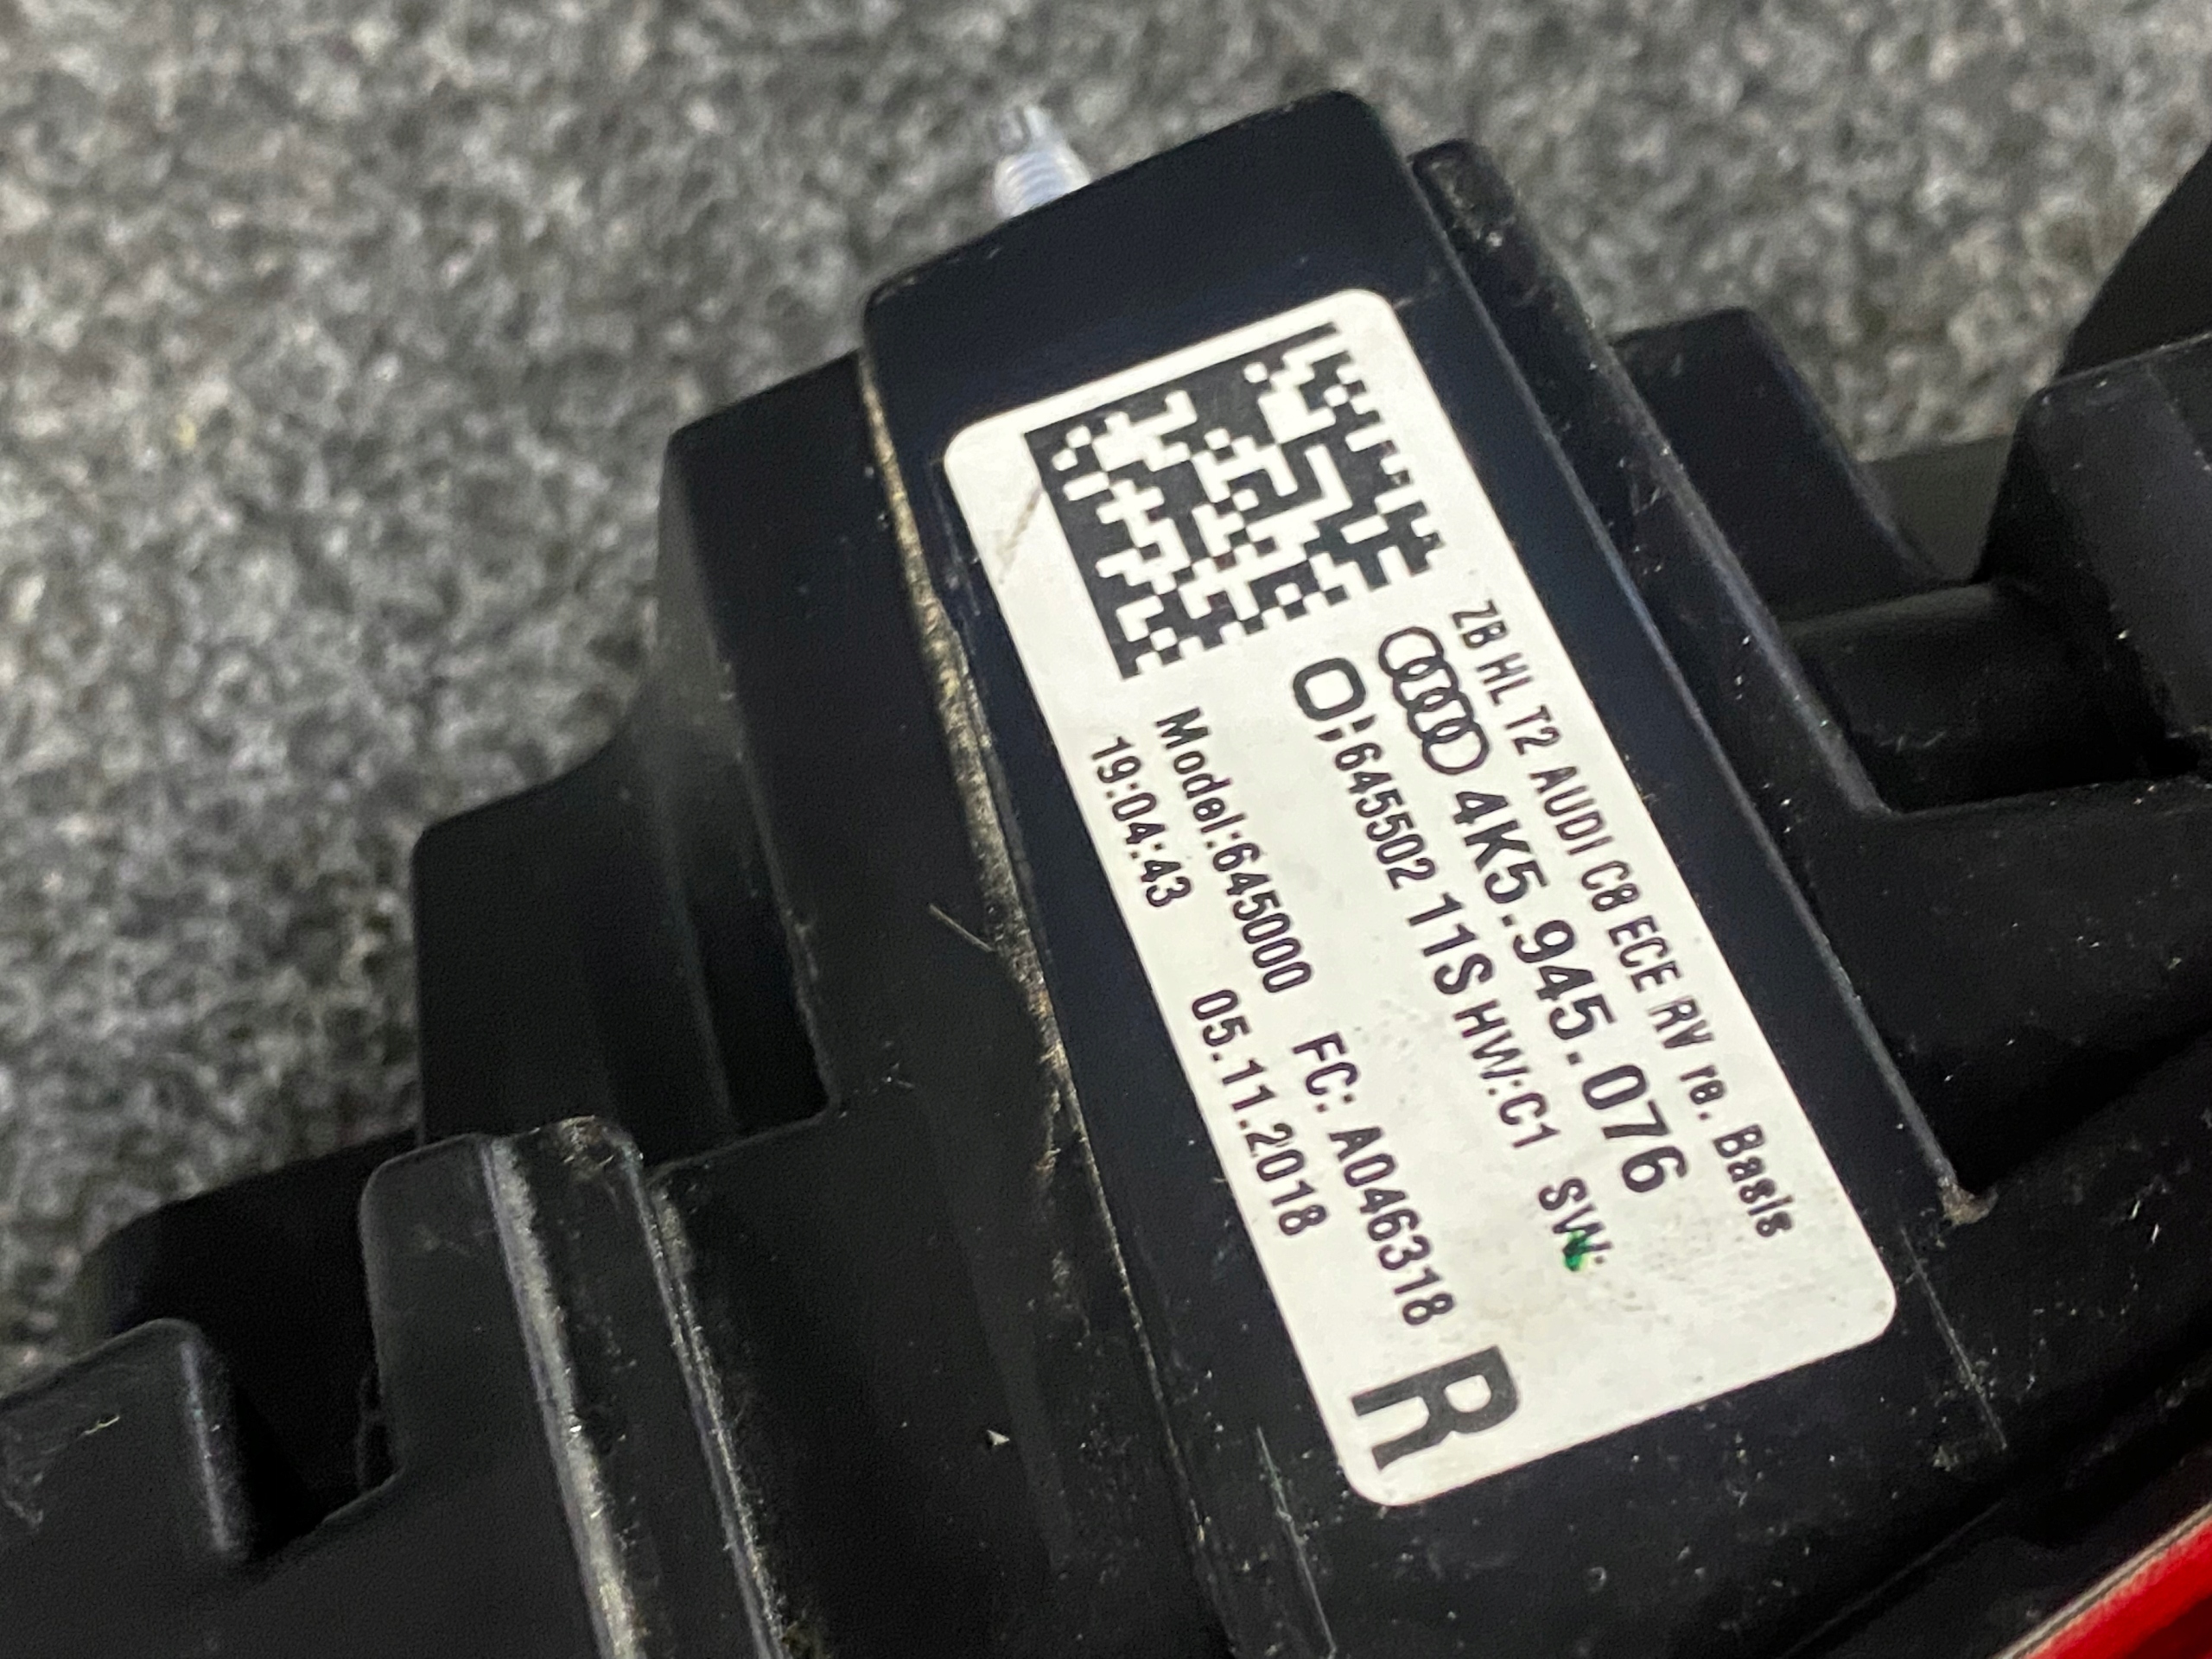 ZB HL T2 AUDI C8 ECE RV re. Basis
4K5.945.076
645502 11S HW:C1 SW:
Model:645000 FC: A046318
19:04:43 05.11.2018
R